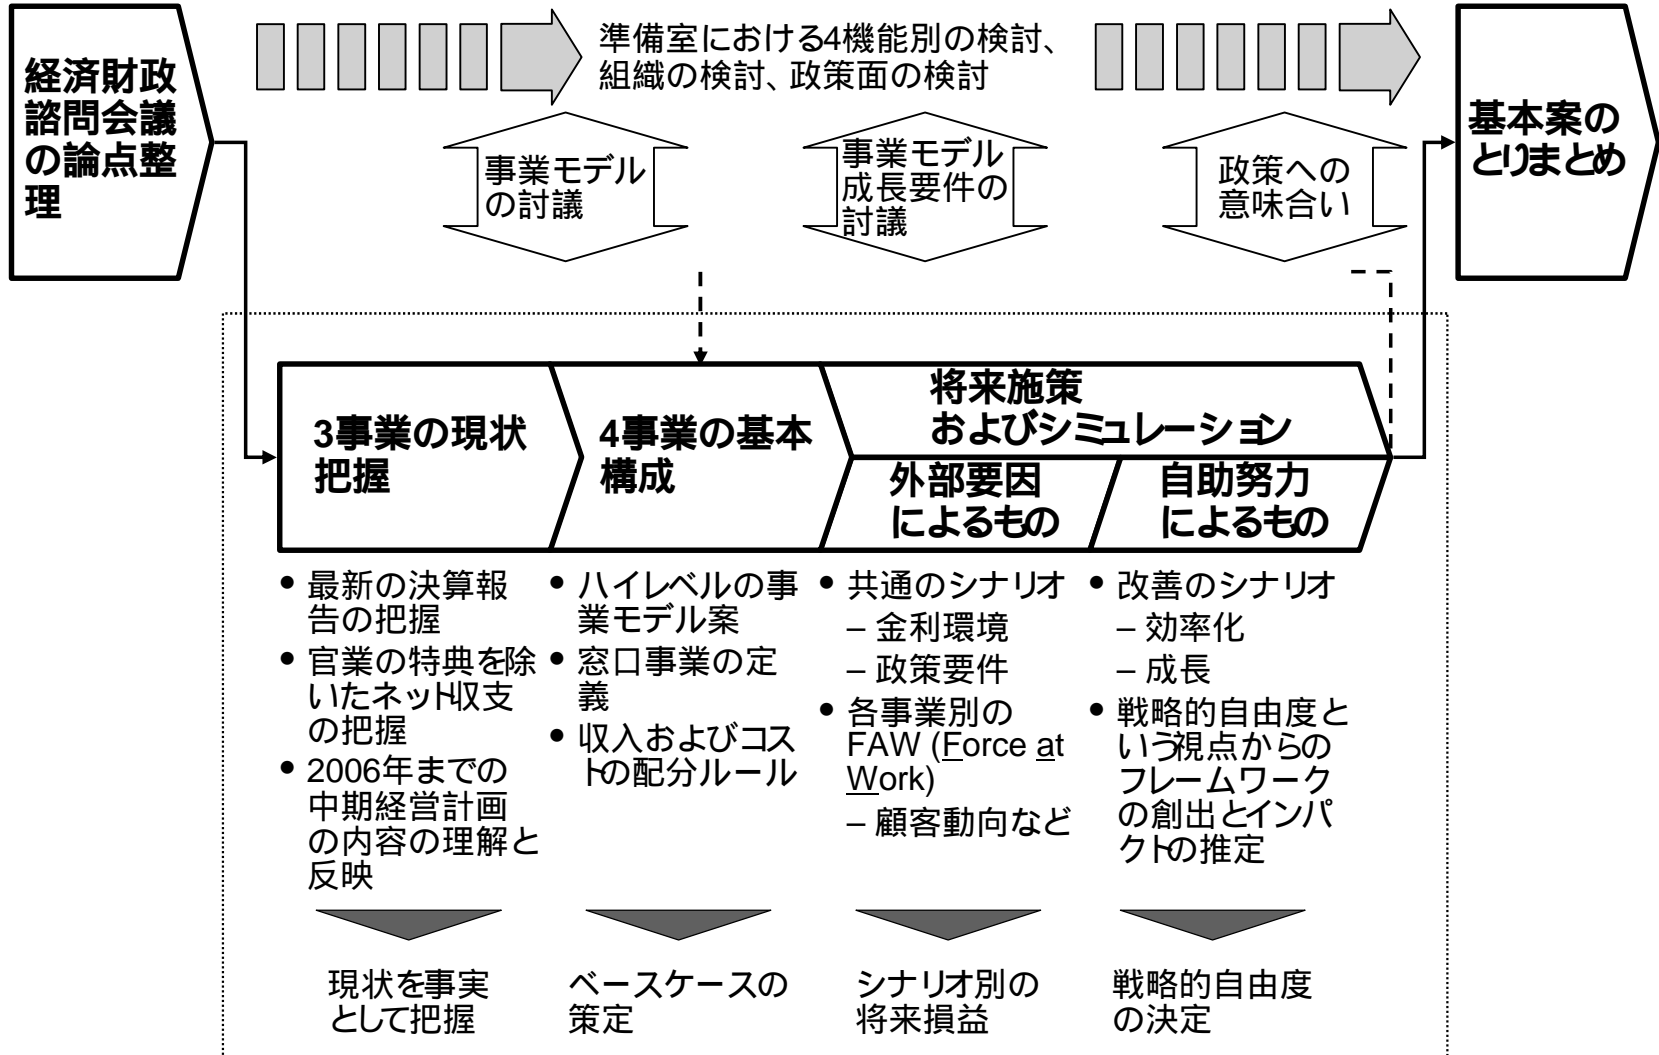 経済財政
諮問会議
の論点整
理
準備室における4機能別の検討、
組織の検討、政策面の検討
基本案の
とりまとめ
事業モデル
の討議
事業モデル
成長要件の
討議
政策への
意味合い
3事業の現状
把握
4事業の基本
構成
将来施策
およびシミュレーション
外部要因
によるもの
自助努力
によるもの
• 最新の決算報
告の把握
• 官業の特典を除
いたネット収支
の把握
• 2006年までの
中期経営計画
の内容の理解と
反映
• ハイレベルの事
業モデル案
• 窓口事業の定
義
• 収入およびコス
トの配分ルール
• 共通のシナリオ
– 金利環境
– 政策要件
• 各事業別の
FAW (Force at
Work)
– 顧客動向など
• 改善のシナリオ
– 効率化
– 成長
• 戦略的自由度と
いう視点からの
フレームワーク
の創出とインパ
クトの推定
現状を事実
として把握
ベースケースの
策定
シナリオ別の
将来損益
戦略的自由度
の決定